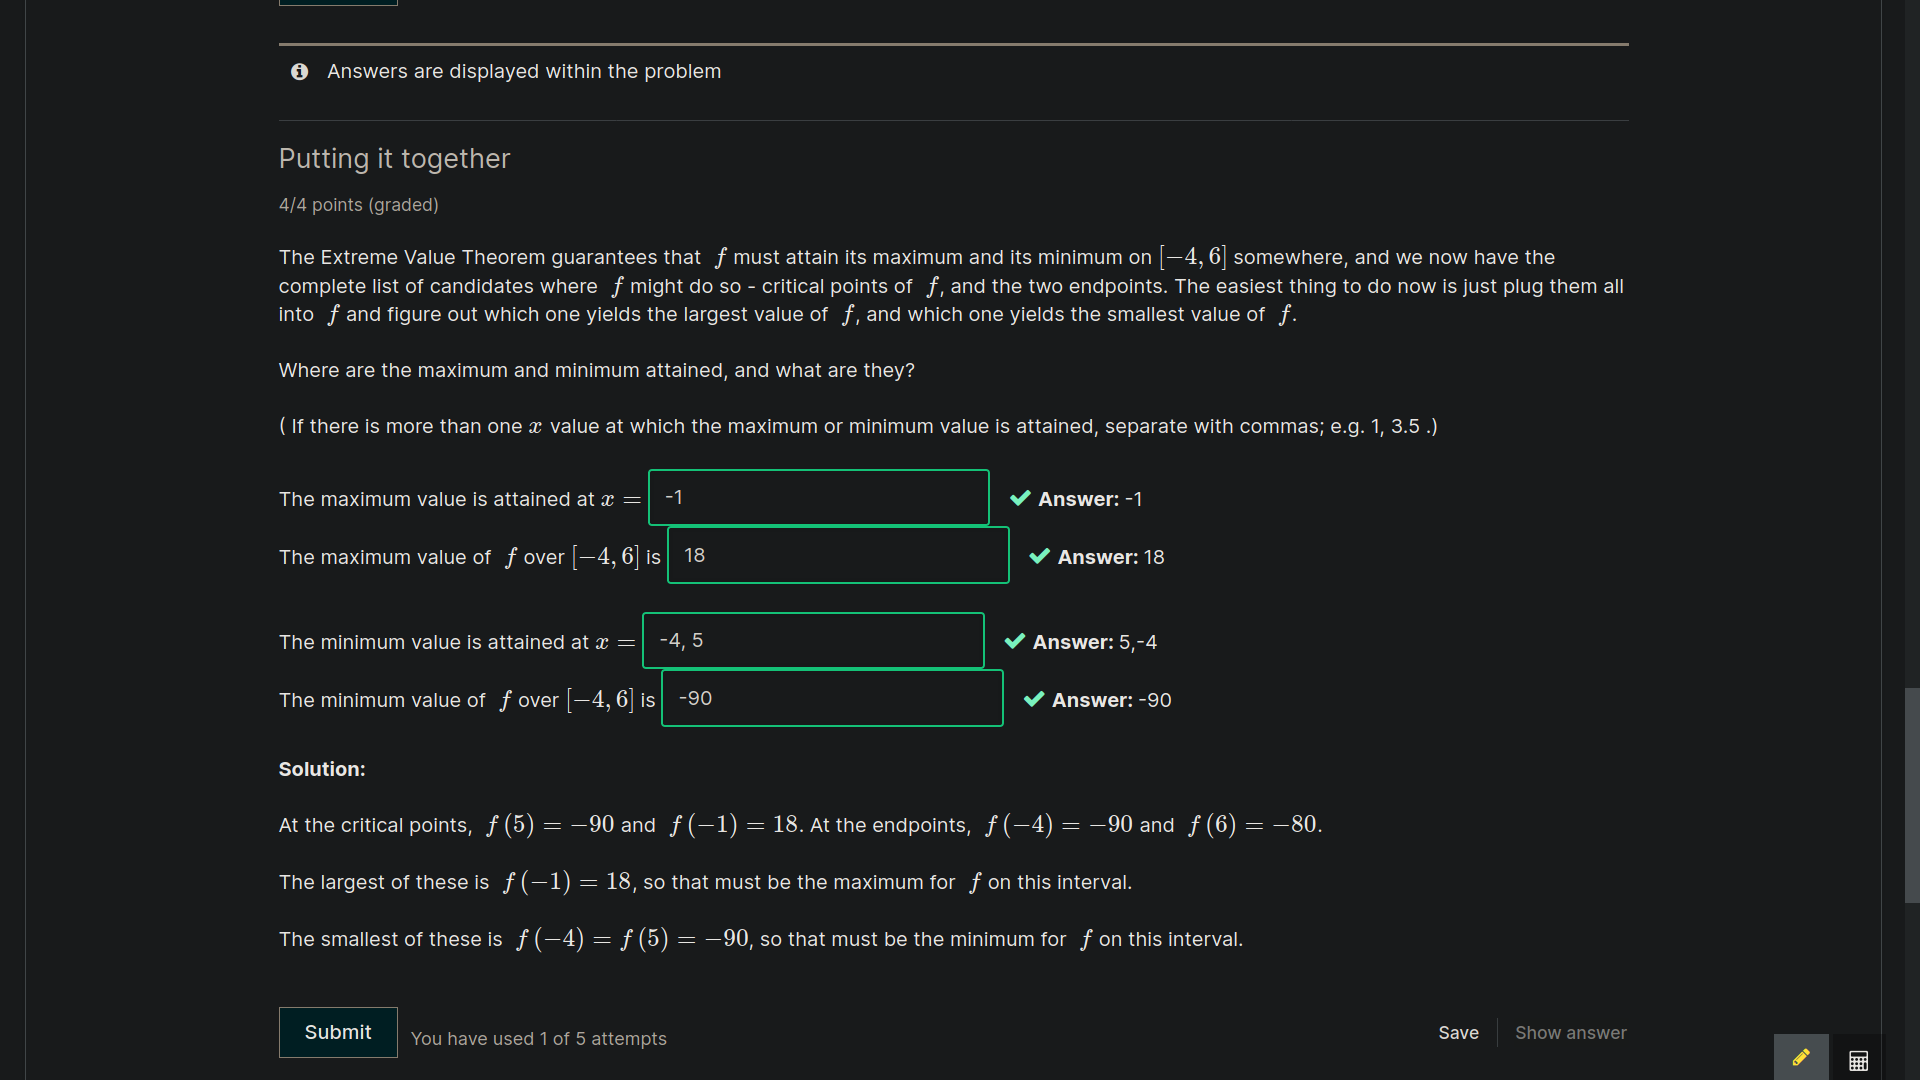 Answers are displayed within the problem
Putting it together
4/4 points (graded)
The Extreme Value Theorem guarantees that f must attain its maximum and its minimum on [−4, 6] somewhere, and we now have the
complete list of candidates where f might do so - critical points of f, and the two endpoints. The easiest thing to do now is just plug them all
into f and figure out which one yields the largest value of f, and which one yields the smallest value of f.
Where are the maximum and minimum attained, and what are they?
( If there is more than one x value at which the maximum or minimum value is attained, separate with commas; e.g. 1, 3.5 .)
The maximum value is attained at x = -1 Answer: -1
The maximum value of f over [−4, 6] is 18 Answer: 18
The minimum value is attained at x = -4, 5 Answer: 5,-4
The minimum value of f over [−4, 6] is -90 Answer: -90
Solution:
At the critical points, f (5) = −90 and f (−1) = 18. At the endpoints, f (−4) = −90 and f (6) = −80.
The largest of these is f (−1) = 18, so that must be the maximum for f on this interval.
The smallest of these is f (−4) = f (5) = −90, so that must be the minimum for f on this interval.
Submit You have used 1 of 5 attempts Save Show answer